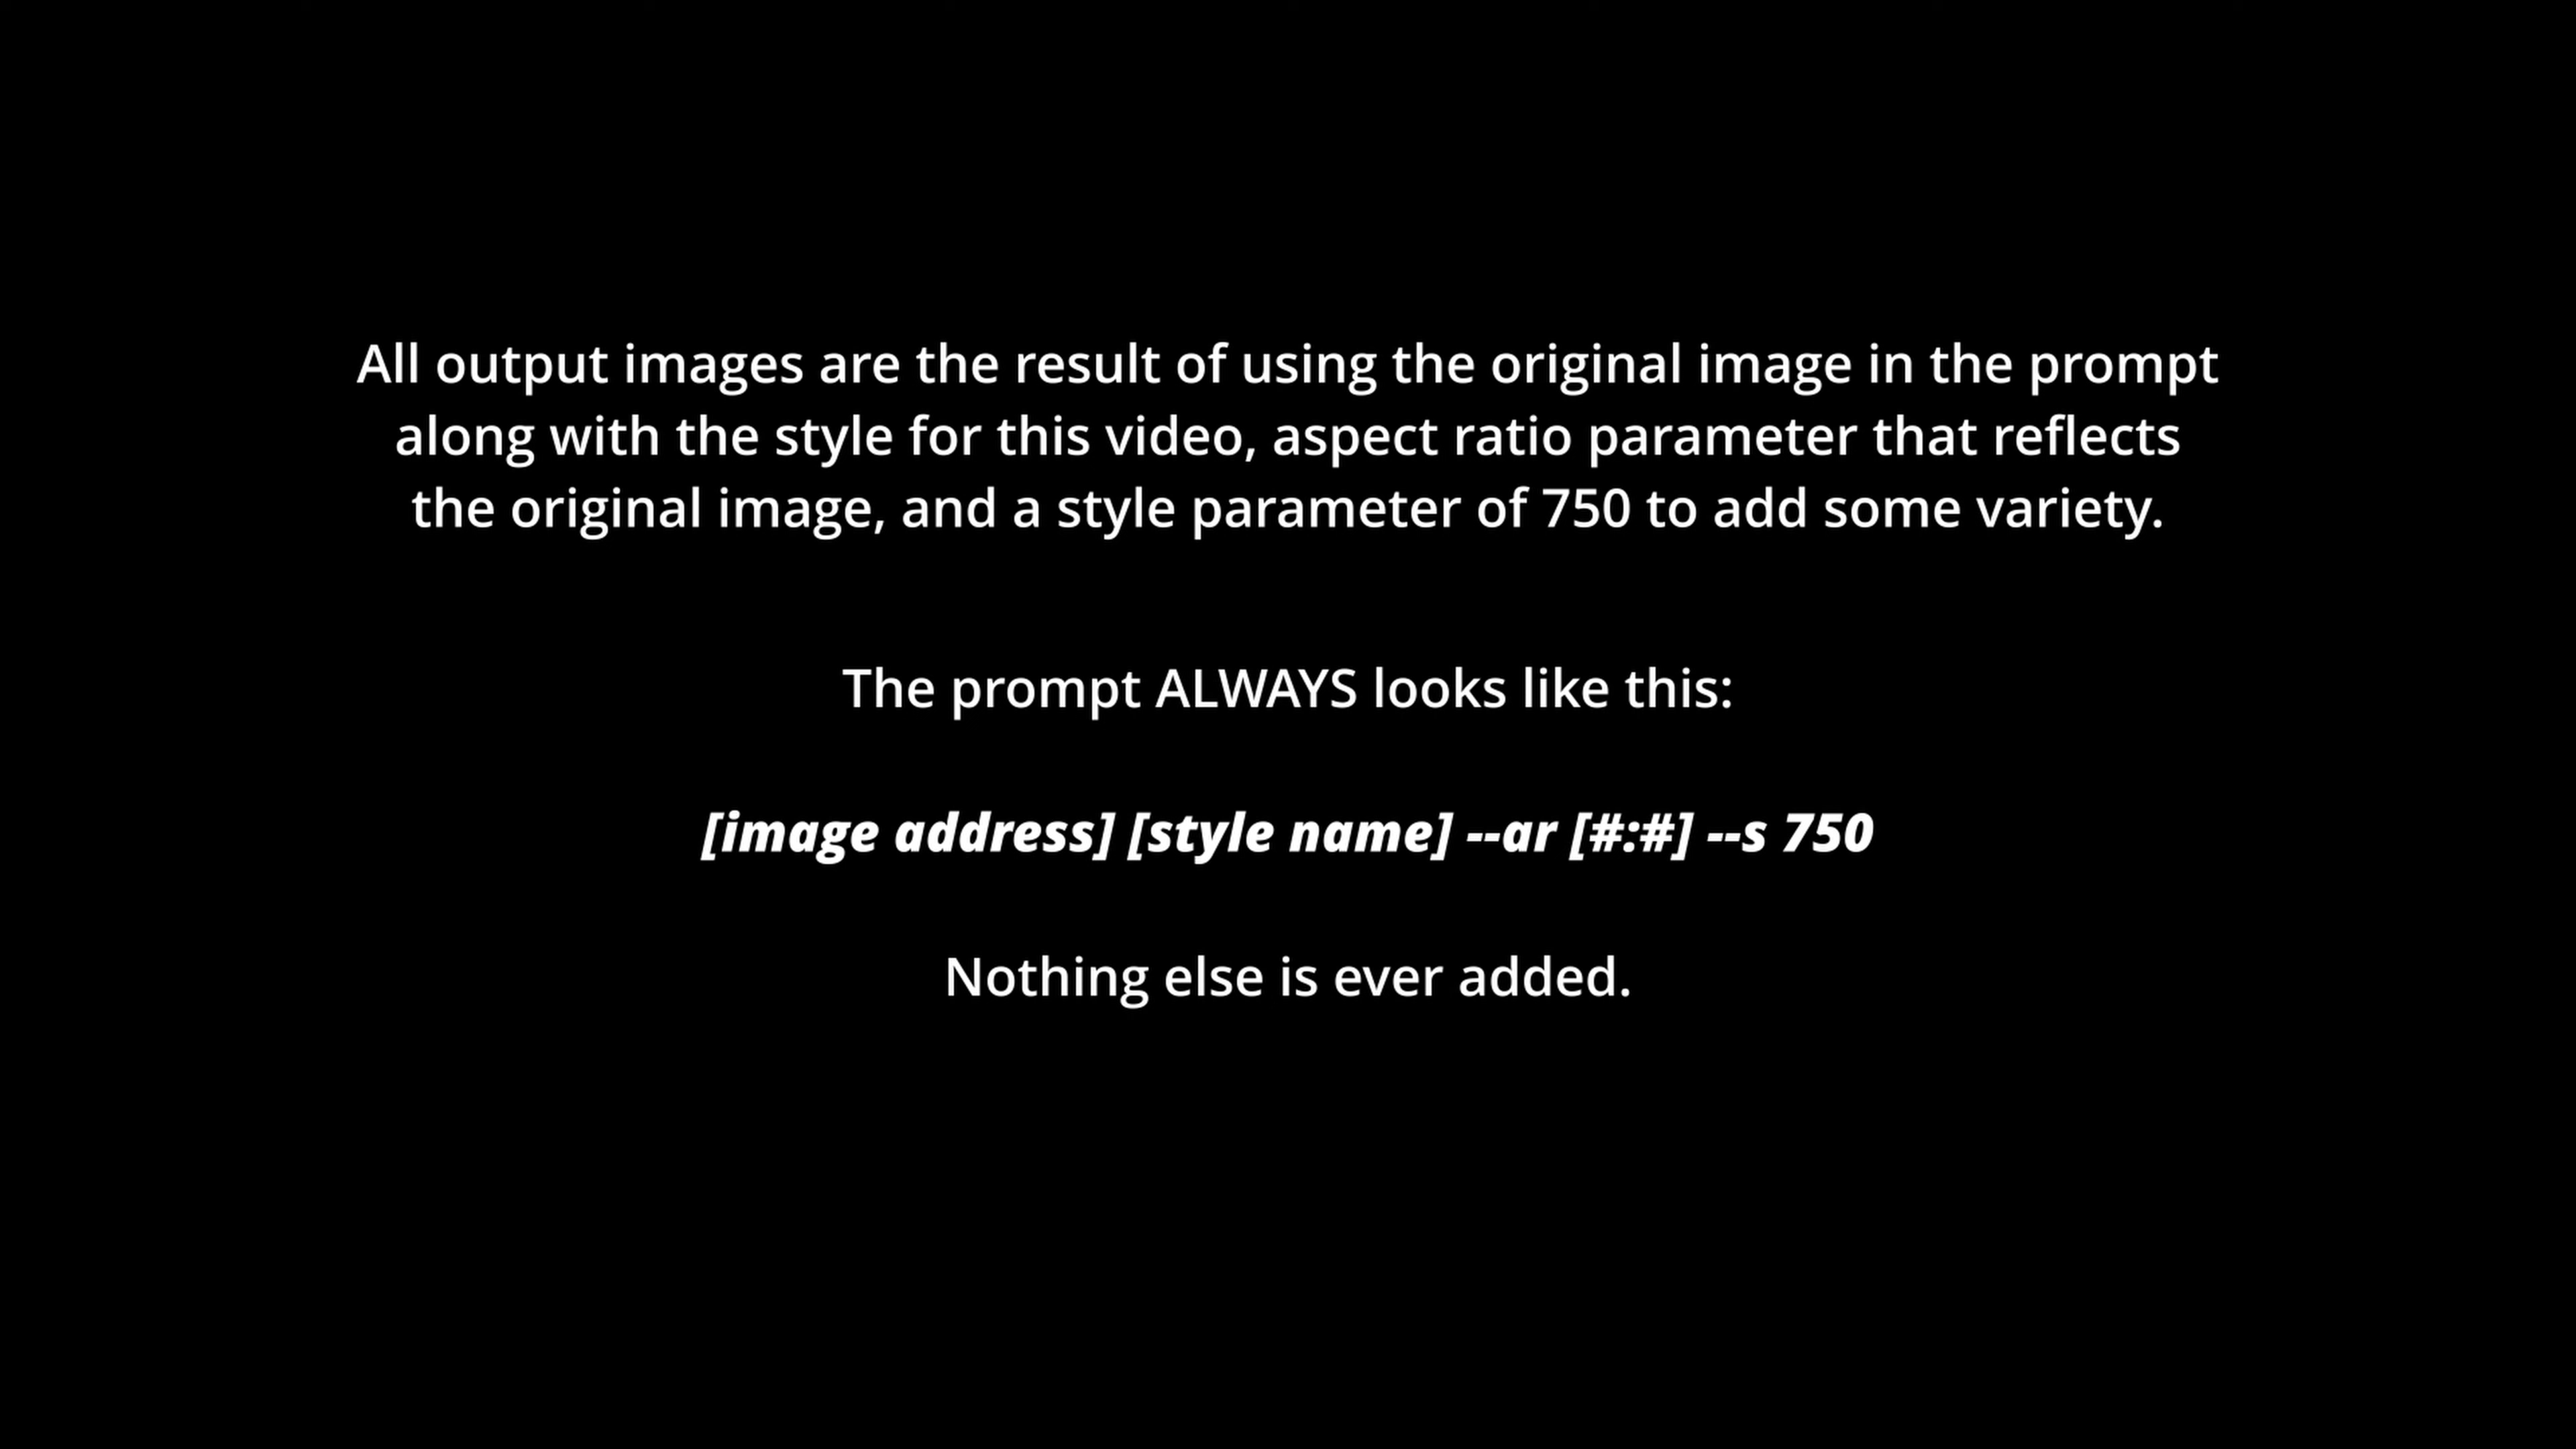 All output images are the result of using the original image in the prompt
along with the style for this video, aspect ratio parameter that reflects
the original image, and a style parameter of 750 to add some variety.
The prompt ALWAYS looks like this:
[image address] [style name] --ar [#:#] --s 750
Nothing else is ever added.